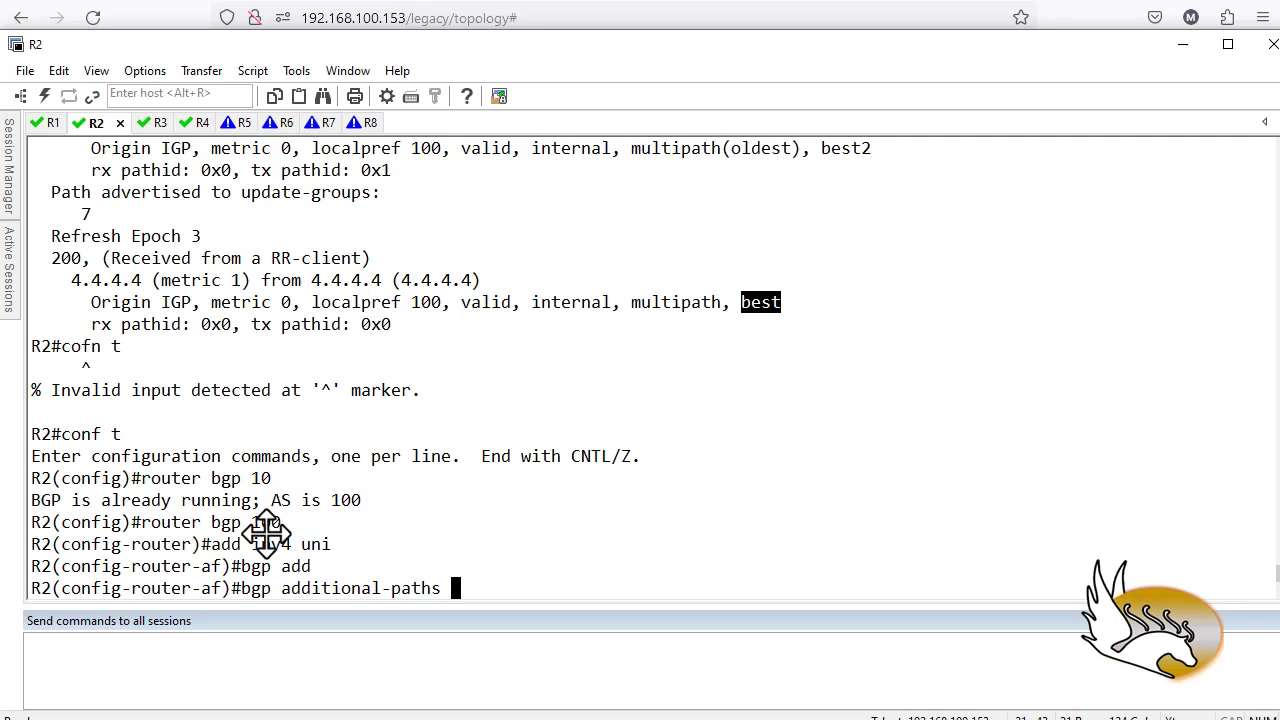 192.168.100.153/legacy/topology#
M
R2
File Edit View Options Transfer Script Tools Window Help
Enter host <Alt+R>
R1 R2 R3 R4 R5 R6 R7 R8
Session Manager
Active Sessions
Origin IGP, metric 0, localpref 100, valid, internal, multipath(oldest), best2
rx pathid: 0x0, tx pathid: 0x1
Path advertised to update-groups:
7
Refresh Epoch 3
200, (Received from a RR-client)
4.4.4.4 (metric 1) from 4.4.4.4 (4.4.4.4)
Origin IGP, metric 0, localpref 100, valid, internal, multipath, best
rx pathid: 0x0, tx pathid: 0x0
R2#cofn t
^
% Invalid input detected at '^' marker.
R2#conf t
Enter configuration commands, one per line.  End with CNTL/Z.
R2(config)#router bgp 10
BGP is already running; AS is 100
R2(config)#router bgp 100
R2(config-router)#add ipv4 uni
R2(config-router-af)#bgp add
R2(config-router-af)#bgp additional-paths
Send commands to all sessions